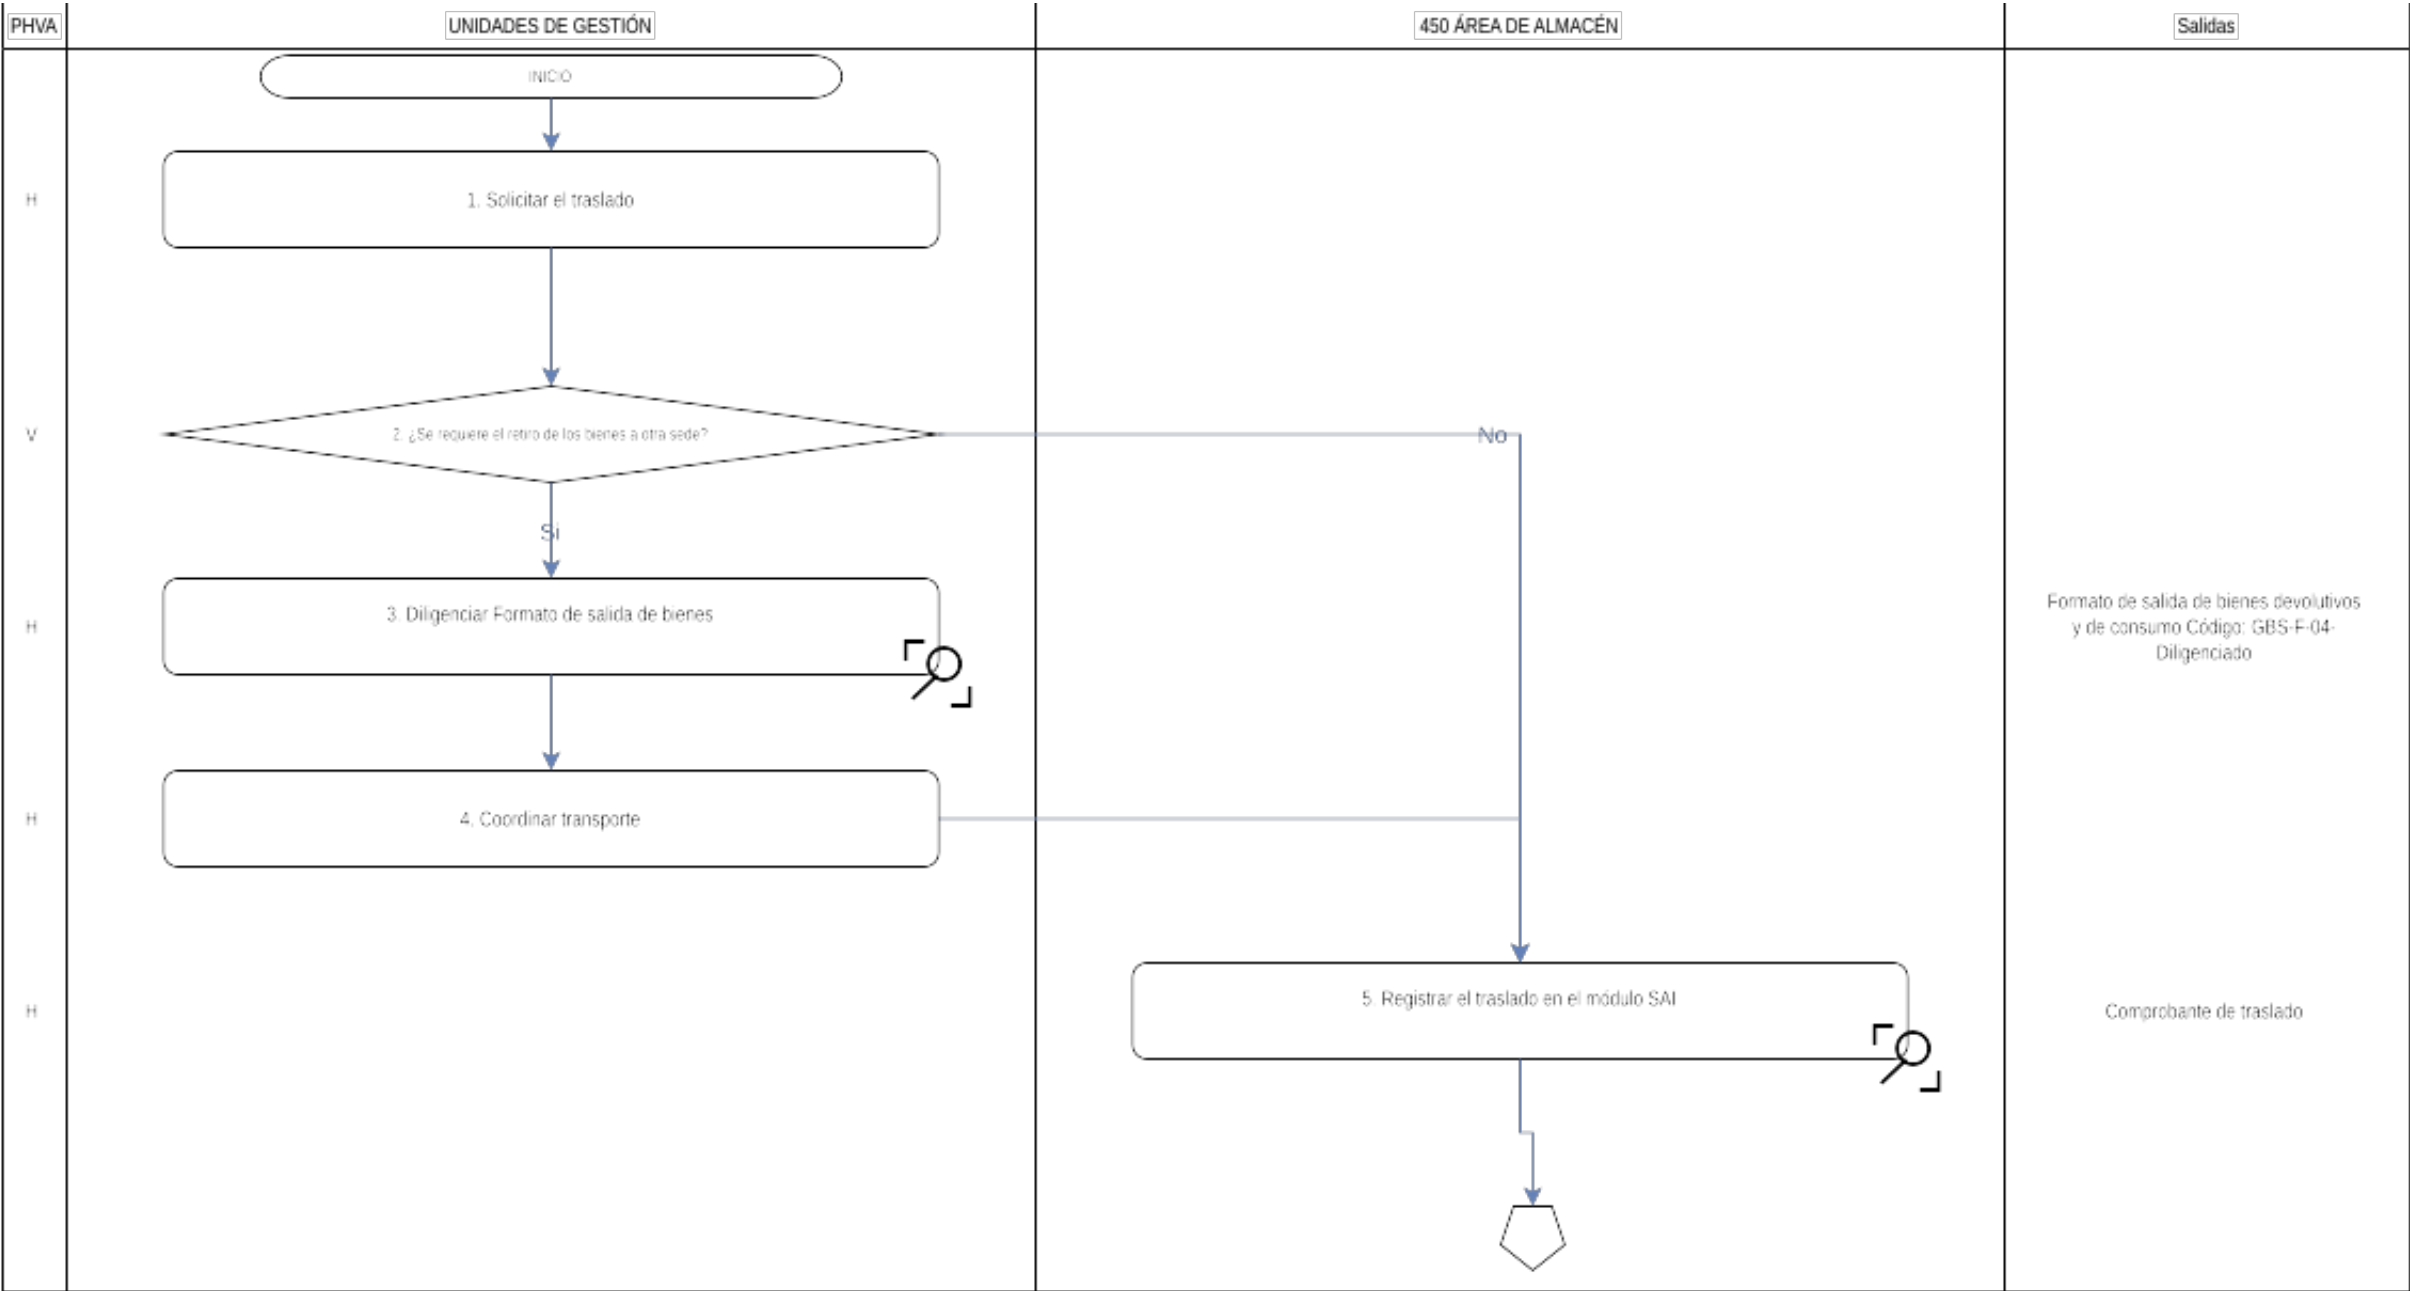 PHVA
UNIDADES DE GESTIÓN
450 ÁREA DE ALMACÉN
Salidas
INICIO
H
1. Solicitar el traslado
V
2. ¿Se requiere el retiro de los bienes a otra sede?
No
Si
H
3. Diligenciar Formato de salida de bienes
Formato de salida de bienes devolutivos
y de consumo Código: GBS-F-04-
Diligenciado
H
4. Coordinar transporte
H
5. Registrar el traslado en el módulo SAI
Comprobante de traslado